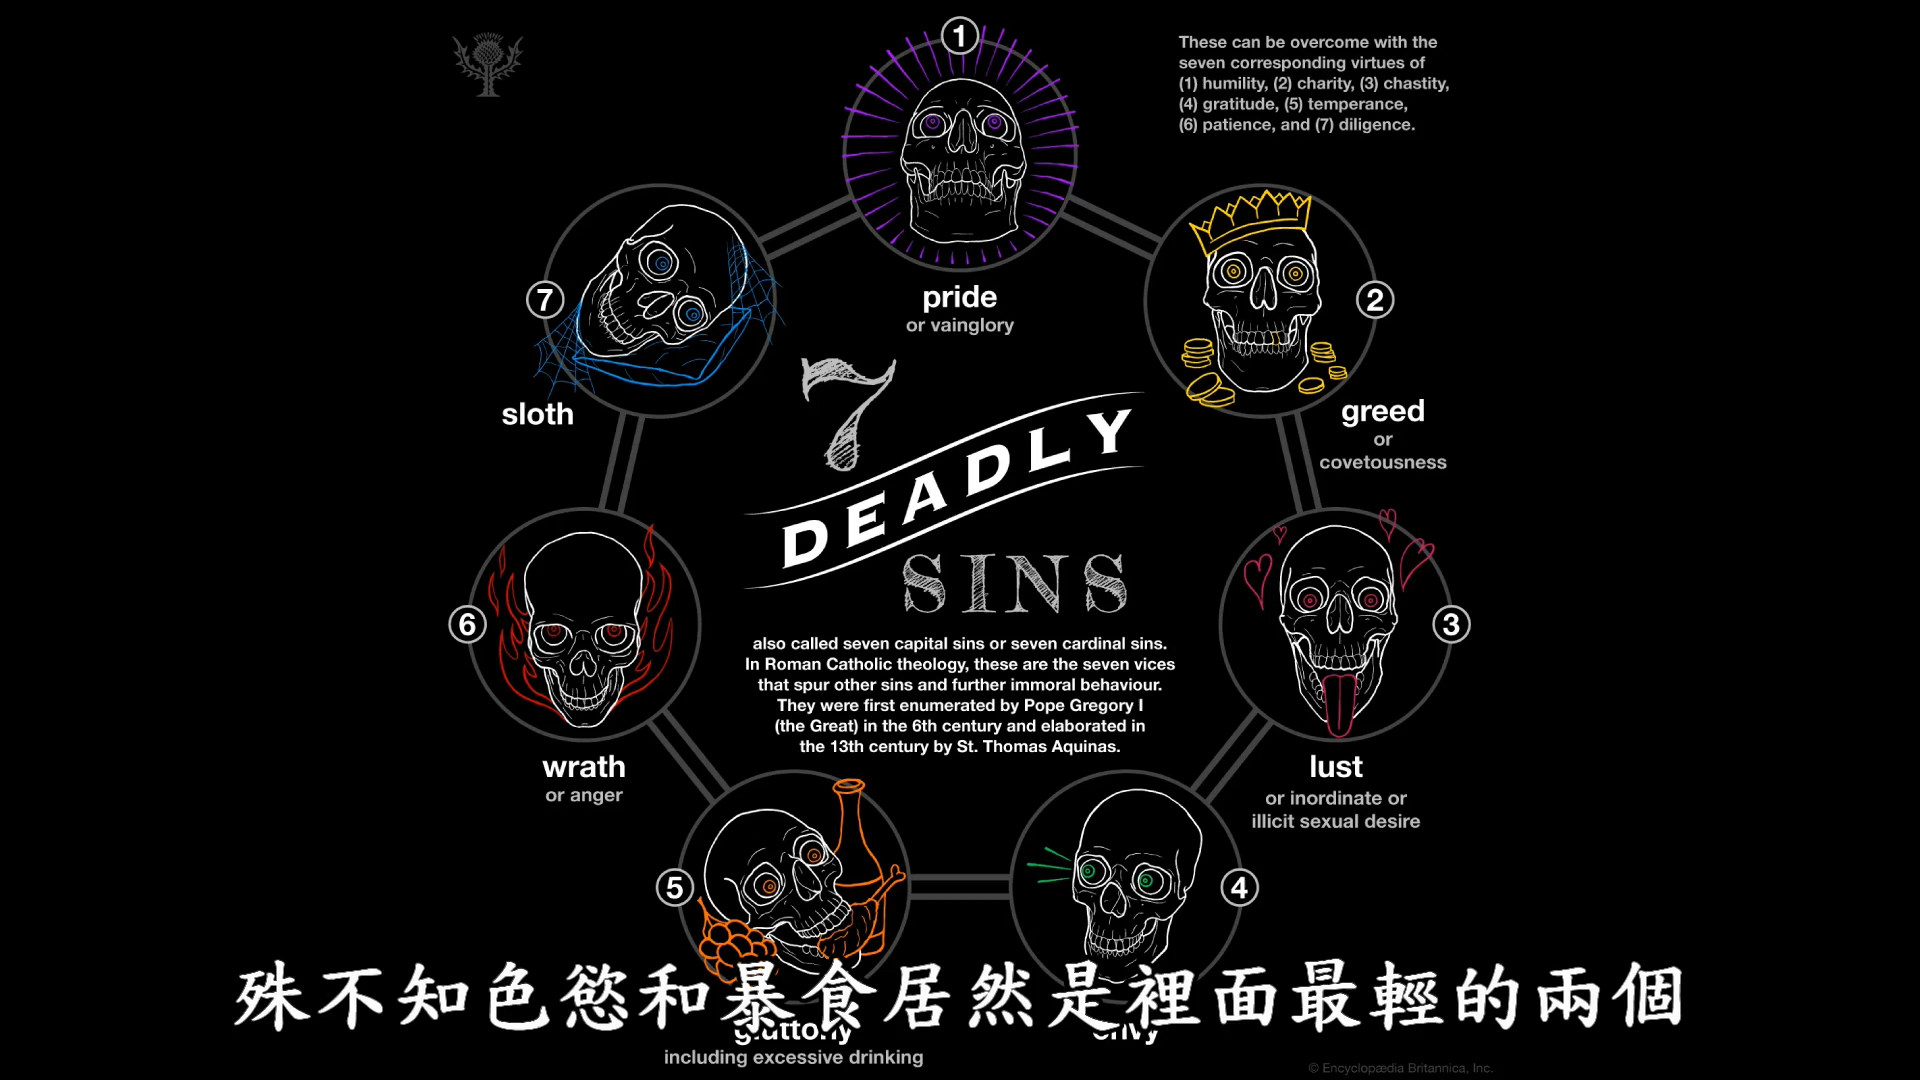 1
These can be overcome with the
seven corresponding virtues of
(1) humility, (2) charity, (3) chastity,
(4) gratitude, (5) temperance,
(6) patience, and (7) diligence.
pride
or vainglory
2
greed
or
covetousness
7
sloth
7
DEADLY
SINS
also called seven capital sins or seven cardinal sins.
In Roman Catholic theology, these are the seven vices
that spur other sins and further immoral behaviour.
They were first enumerated by Pope Gregory I
(the Great) in the 6th century and elaborated in
the 13th century by St. Thomas Aquinas.
3
lust
or inordinate or
illicit sexual desire
6
wrath
or anger
5
4
殊不知色慾和暴食居然是裡面最輕的兩個
gluttony
including excessive drinking
envy
© Encyclopædia Britannica, Inc.